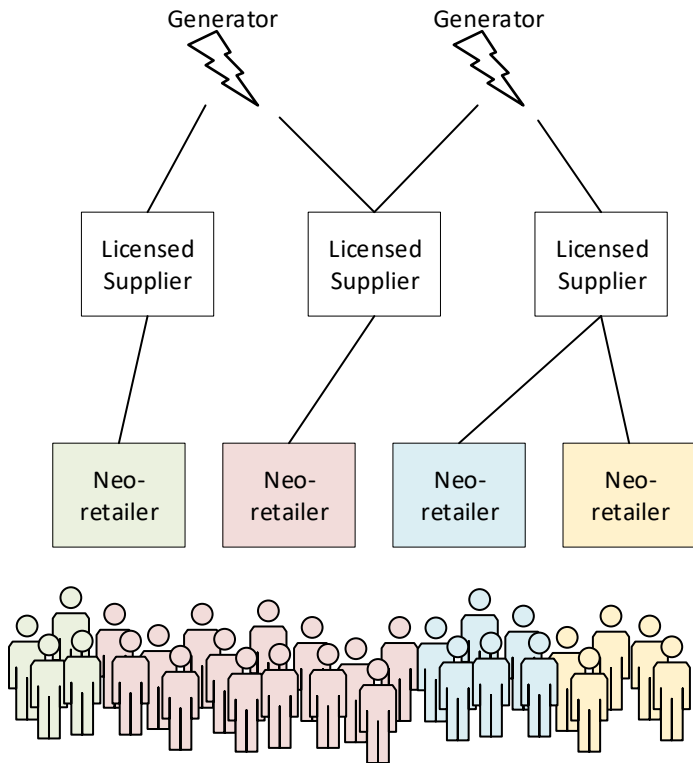 Generator
Generator
Licensed
Supplier
Licensed
Supplier
Licensed
Supplier
Neo-
retailer
Neo-
retailer
Neo-
retailer
Neo-
retailer